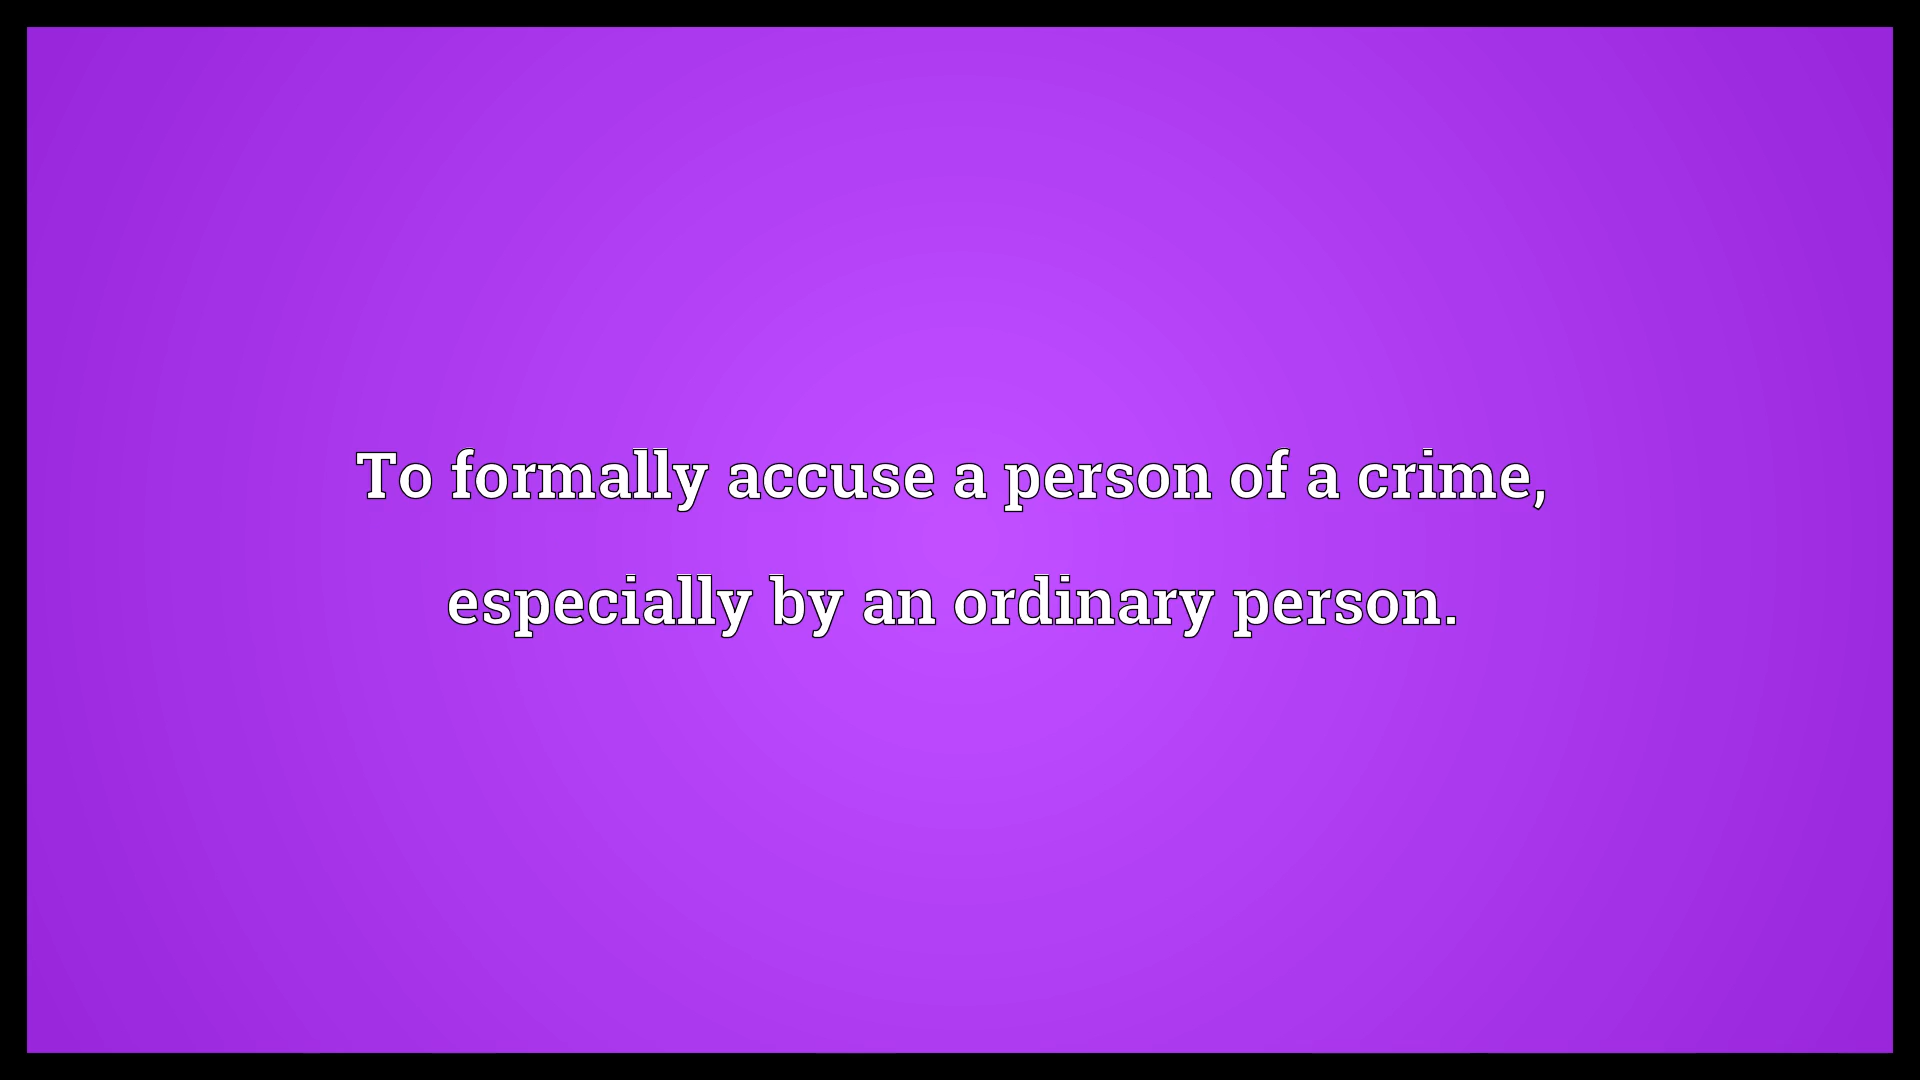 To formally accuse a person of a crime,
especially by an ordinary person.